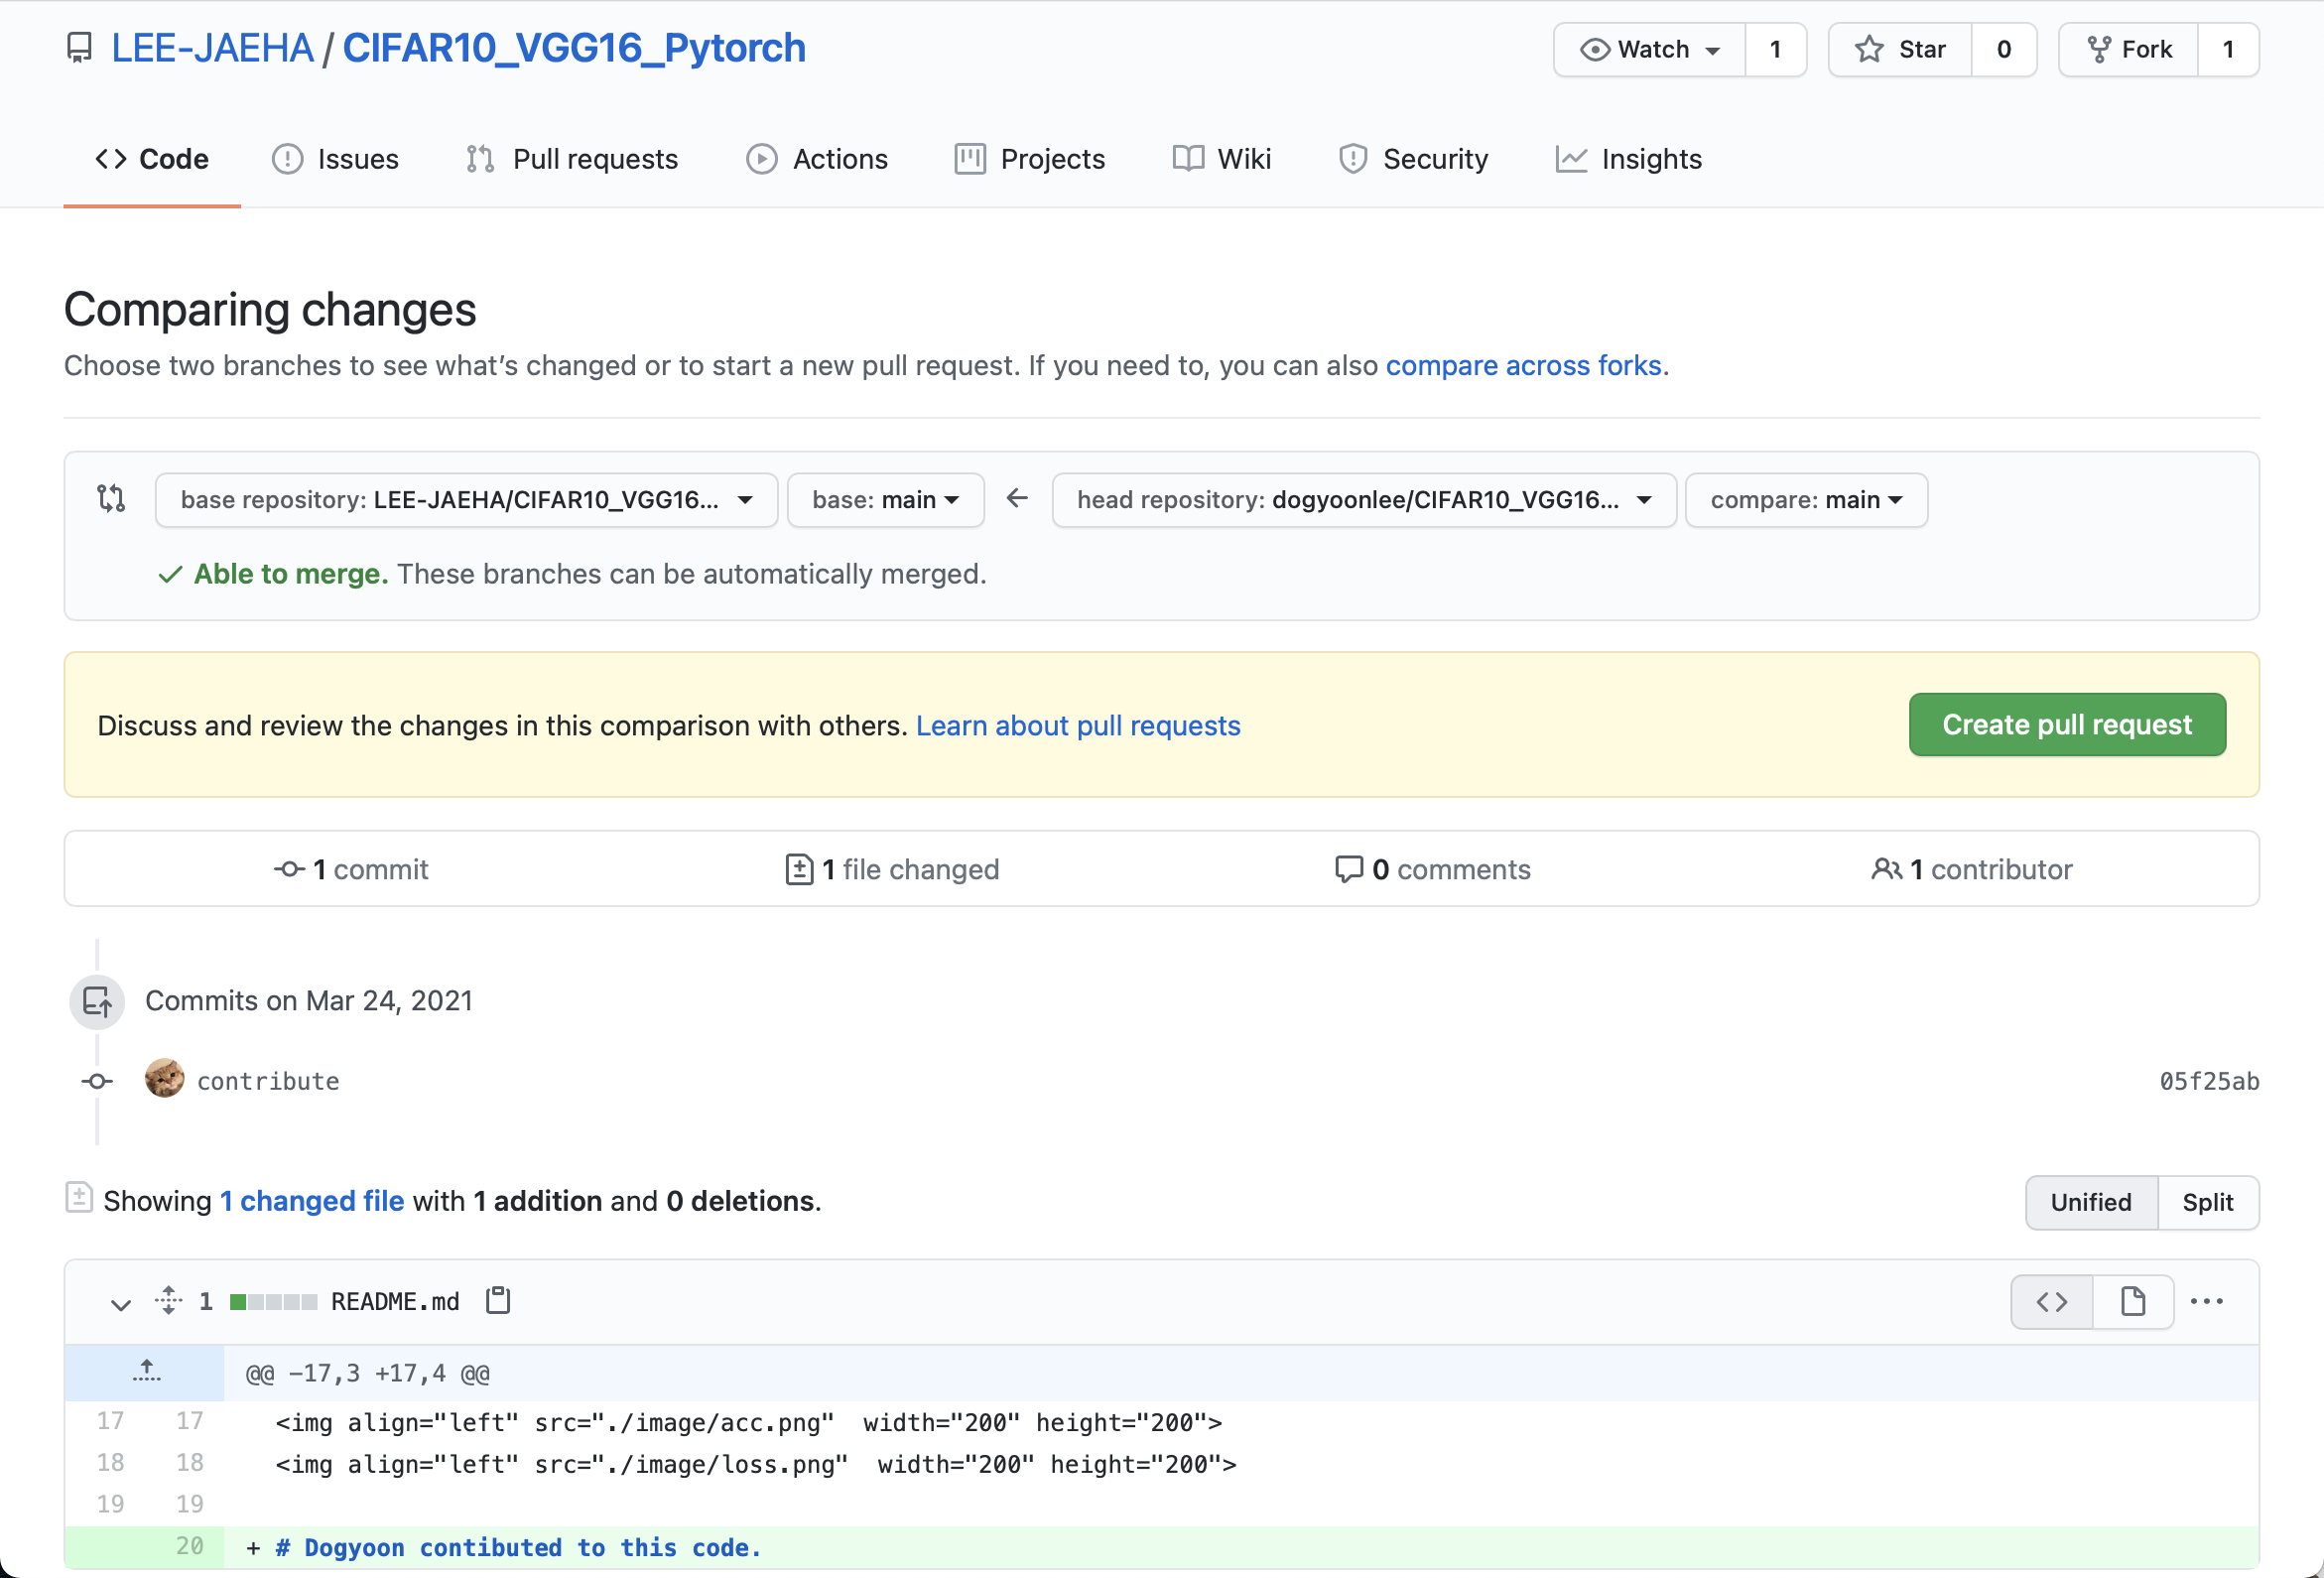 LEE-JAEHA / CIFAR10_VGG16_Pytorch
Watch 1 Star 0 Fork 1
Code Issues Pull requests Actions Projects Wiki Security Insights
Comparing changes
Choose two branches to see what’s changed or to start a new pull request. If you need to, you can also compare across forks.
base repository: LEE-JAEHA/CIFAR10_VGG16... base: main ← head repository: dogyoonlee/CIFAR10_VGG16... compare: main
✓ Able to merge. These branches can be automatically merged.
Discuss and review the changes in this comparison with others. Learn about pull requests Create pull request
1 commit 1 file changed 0 comments 1 contributor
Commits on Mar 24, 2021
contribute 05f25ab
Showing 1 changed file with 1 addition and 0 deletions. Unified Split
1 README.md
@@ −17,3 +17,4 @@
17 17 <img align="left" src="./image/acc.png"  width="200" height="200">
18 18 <img align="left" src="./image/loss.png"  width="200" height="200">
19 19
20 + # Dogyoon contibuted to this code.